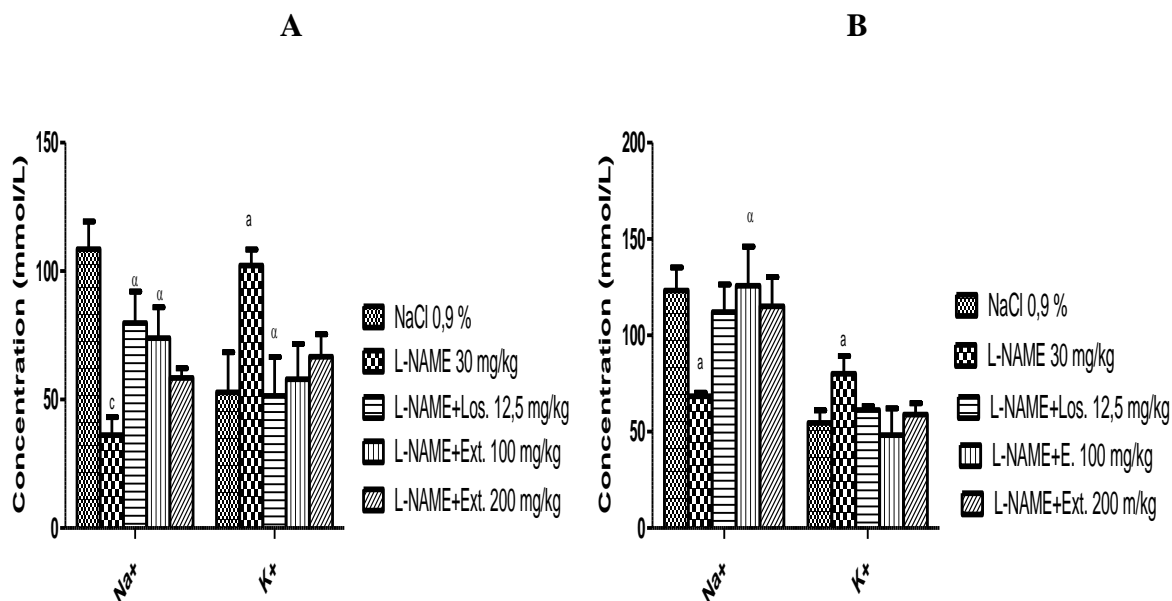 A
B
Concentration (mmol/L)
150
100
50
0
c
α
α
a
α
Na+
K+
NaCl 0,9 %
L-NAME 30 mg/kg
L-NAME+Los. 12,5 mg/kg
L-NAME+Ext. 100 mg/kg
L-NAME+Ext. 200 mg/kg
Concentration (mmol/L)
200
150
100
50
0
a
α
a
Na+
K+
NaCl 0,9 %
L-NAME 30 mg/kg
L-NAME+Los. 12,5 mg/kg
L-NAME+E. 100 mg/kg
L-NAME+Ext. 200 m/kg